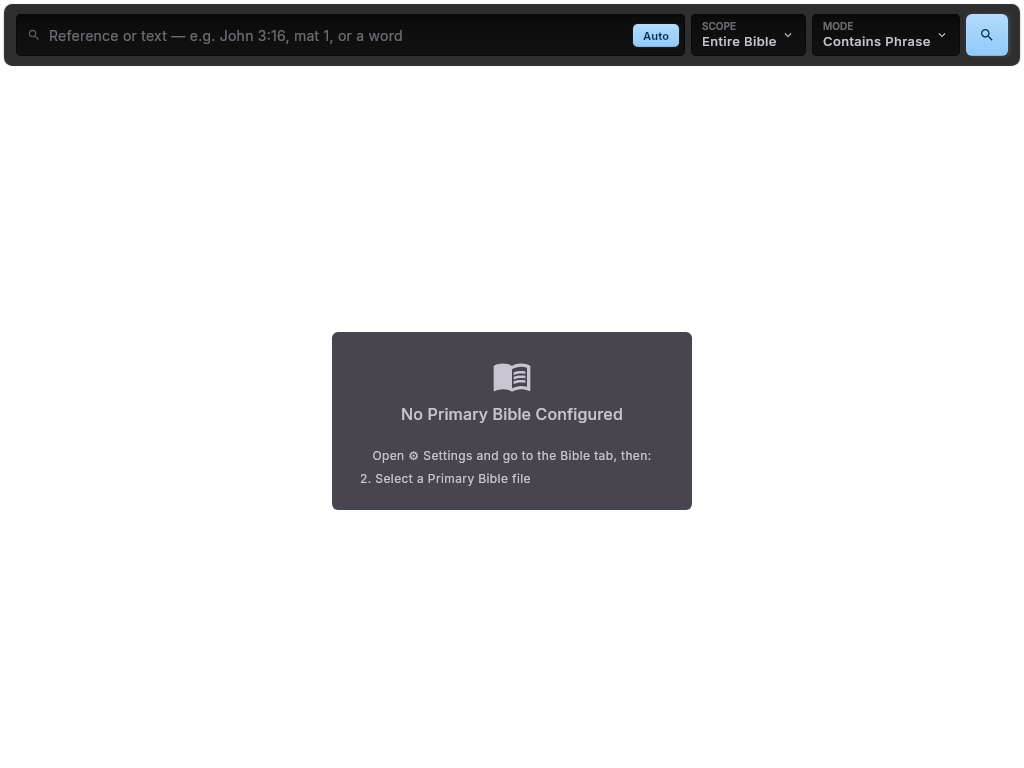 Reference or text — e.g. John 3:16, mat 1, or a word
Auto
SCOPE
Entire Bible
MODE
Contains Phrase
No Primary Bible Configured
Open ⚙ Settings and go to the Bible tab, then:
2. Select a Primary Bible file